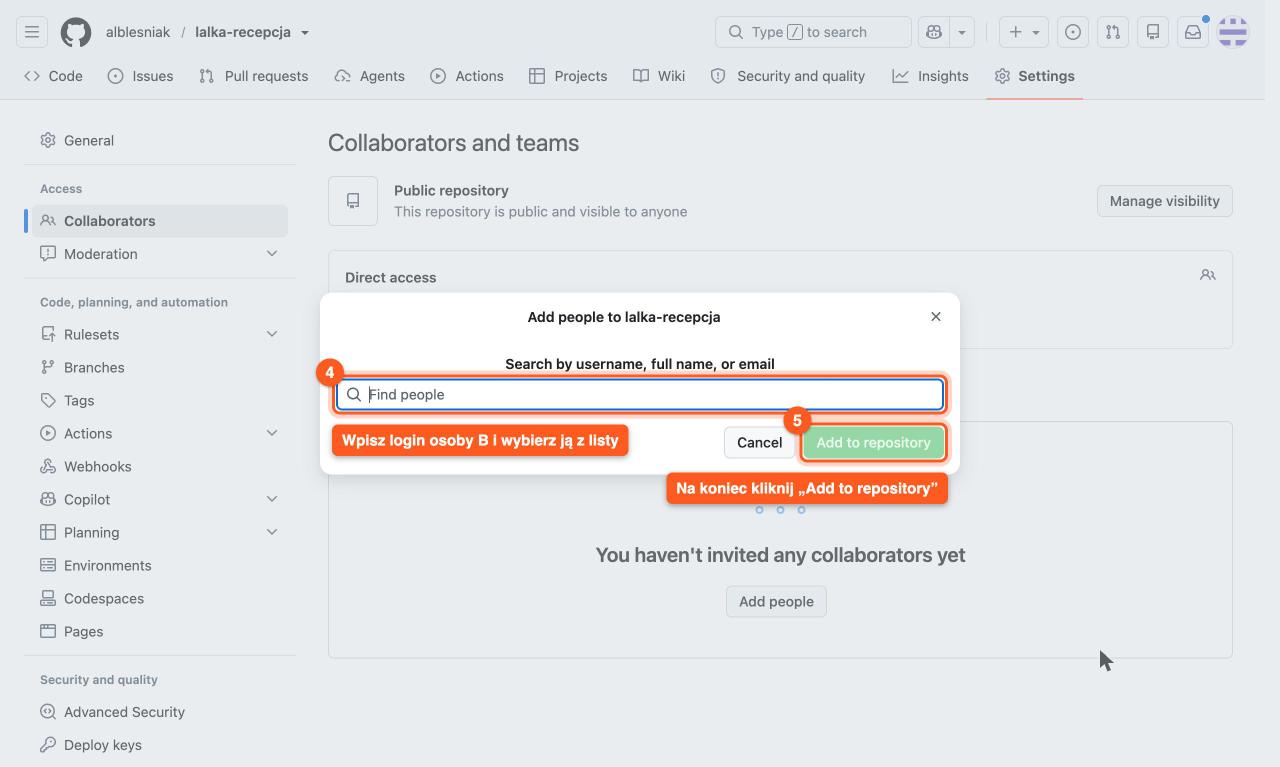 alblesniak / lalka-recepcja
Type / to search
Code
Issues
Pull requests
Agents
Actions
Projects
Wiki
Security and quality
Insights
Settings
General
Access
Collaborators
Moderation
Code, planning, and automation
Rulesets
Branches
Tags
Actions
Webhooks
Copilot
Planning
Environments
Codespaces
Pages
Security and quality
Advanced Security
Deploy keys
Collaborators and teams
Public repository
This repository is public and visible to anyone
Manage visibility
Direct access
Add people to lalka-recepcja
Search by username, full name, or email
4
Find people
Wpisz login osoby B i wybierz ją z listy
Cancel
5
Add to repository
Na koniec kliknij „Add to repository”
You haven't invited any collaborators yet
Add people